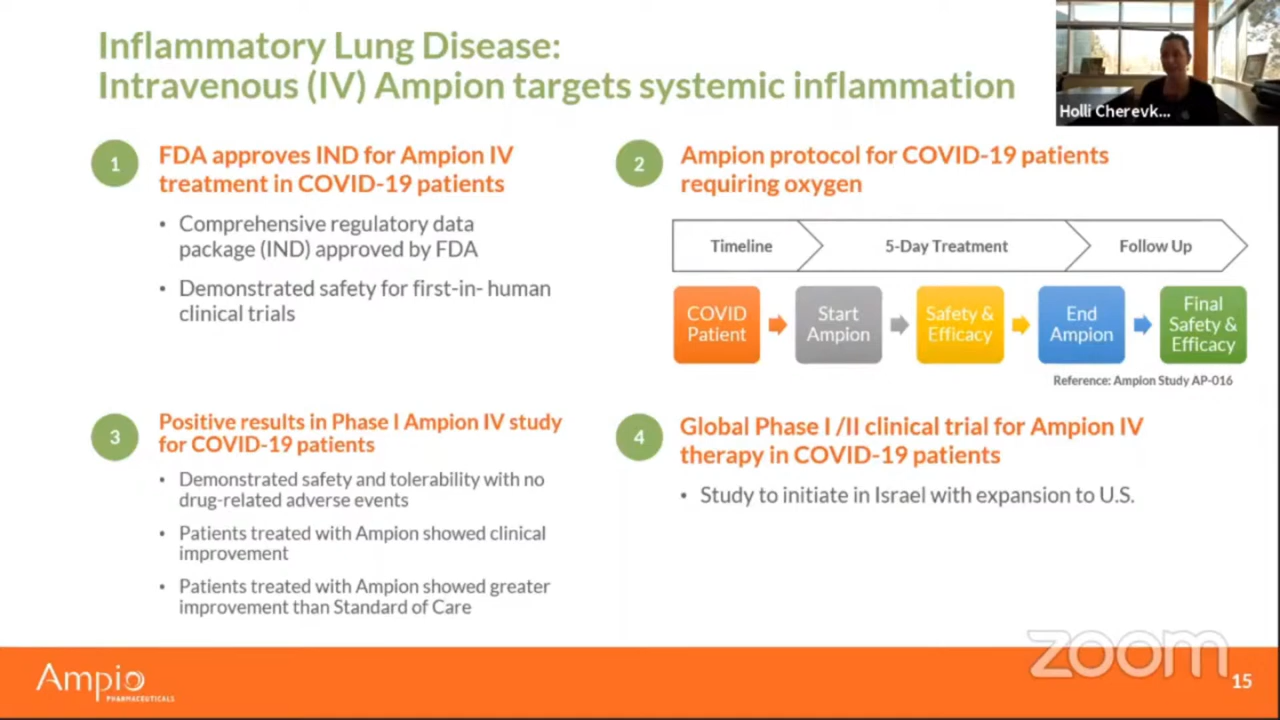 Inflammatory Lung Disease:
Intravenous (IV) Ampion targets systemic inflammation
Holli Cherevk...
1
FDA approves IND for Ampion IV
treatment in COVID-19 patients
• Comprehensive regulatory data
package (IND) approved by FDA
• Demonstrated safety for first-in- human
clinical trials
2
Ampion protocol for COVID-19 patients
requiring oxygen
Timeline
5-Day Treatment
Follow Up
COVID
Patient
Start
Ampion
Safety &
Efficacy
End
Ampion
Final
Safety &
Efficacy
Reference: Ampion Study AP-016
3
Positive results in Phase I Ampion IV study
for COVID-19 patients
• Demonstrated safety and tolerability with no
drug-related adverse events
• Patients treated with Ampion showed clinical
improvement
• Patients treated with Ampion showed greater
improvement than Standard of Care
4
Global Phase I /II clinical trial for Ampion IV
therapy in COVID-19 patients
• Study to initiate in Israel with expansion to U.S.
Ampio
PHARMACEUTICALS
zoom
15